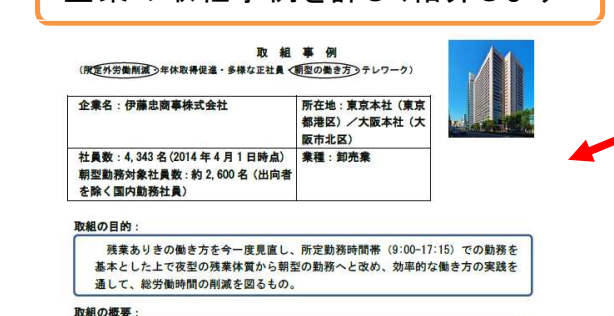 取 組 事 例
(所定外労働削減・年休取得促進・多様な正社員・朝型の働き方・テレワーク)
企業名:伊藤忠商事株式会社
所在地:東京本社(東京
都港区)/大阪本社(大
阪市北区)
社員数:4,343 名(2014 年 4 月 1 日時点)
朝型勤務対象社員数:約 2,600 名(出向者
を除く国内勤務社員)
業種:卸売業
取組の目的:
残業ありきの働き方を今一度見直し、所定勤務時間帯(9:00-17:15)での勤務を
基本とした上で夜型の残業体質から朝型の勤務へと改め、効率的な働き方の実践を
通して、総労働時間の削減を図るもの。
取組の概要: